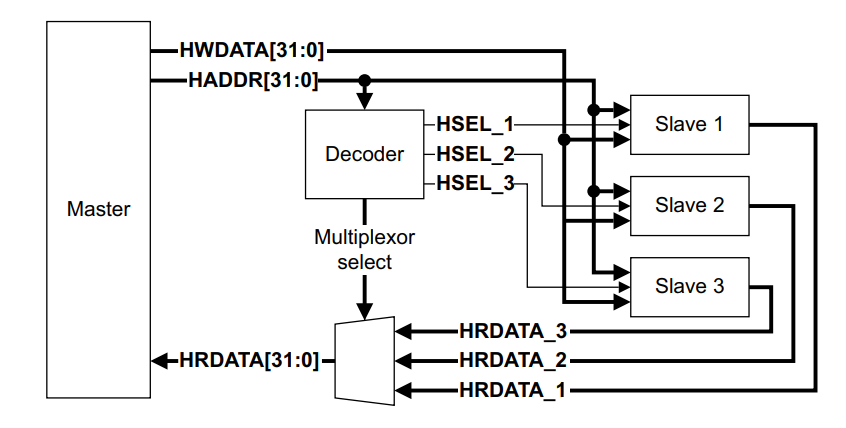 HWDATA[31:0]
HADDR[31:0]
HSEL_1
Slave 1
Decoder
HSEL_2
HSEL_3
Master
Slave 2
Multiplexor
select
Slave 3
HRDATA_3
HRDATA[31:0]
HRDATA_2
HRDATA_1